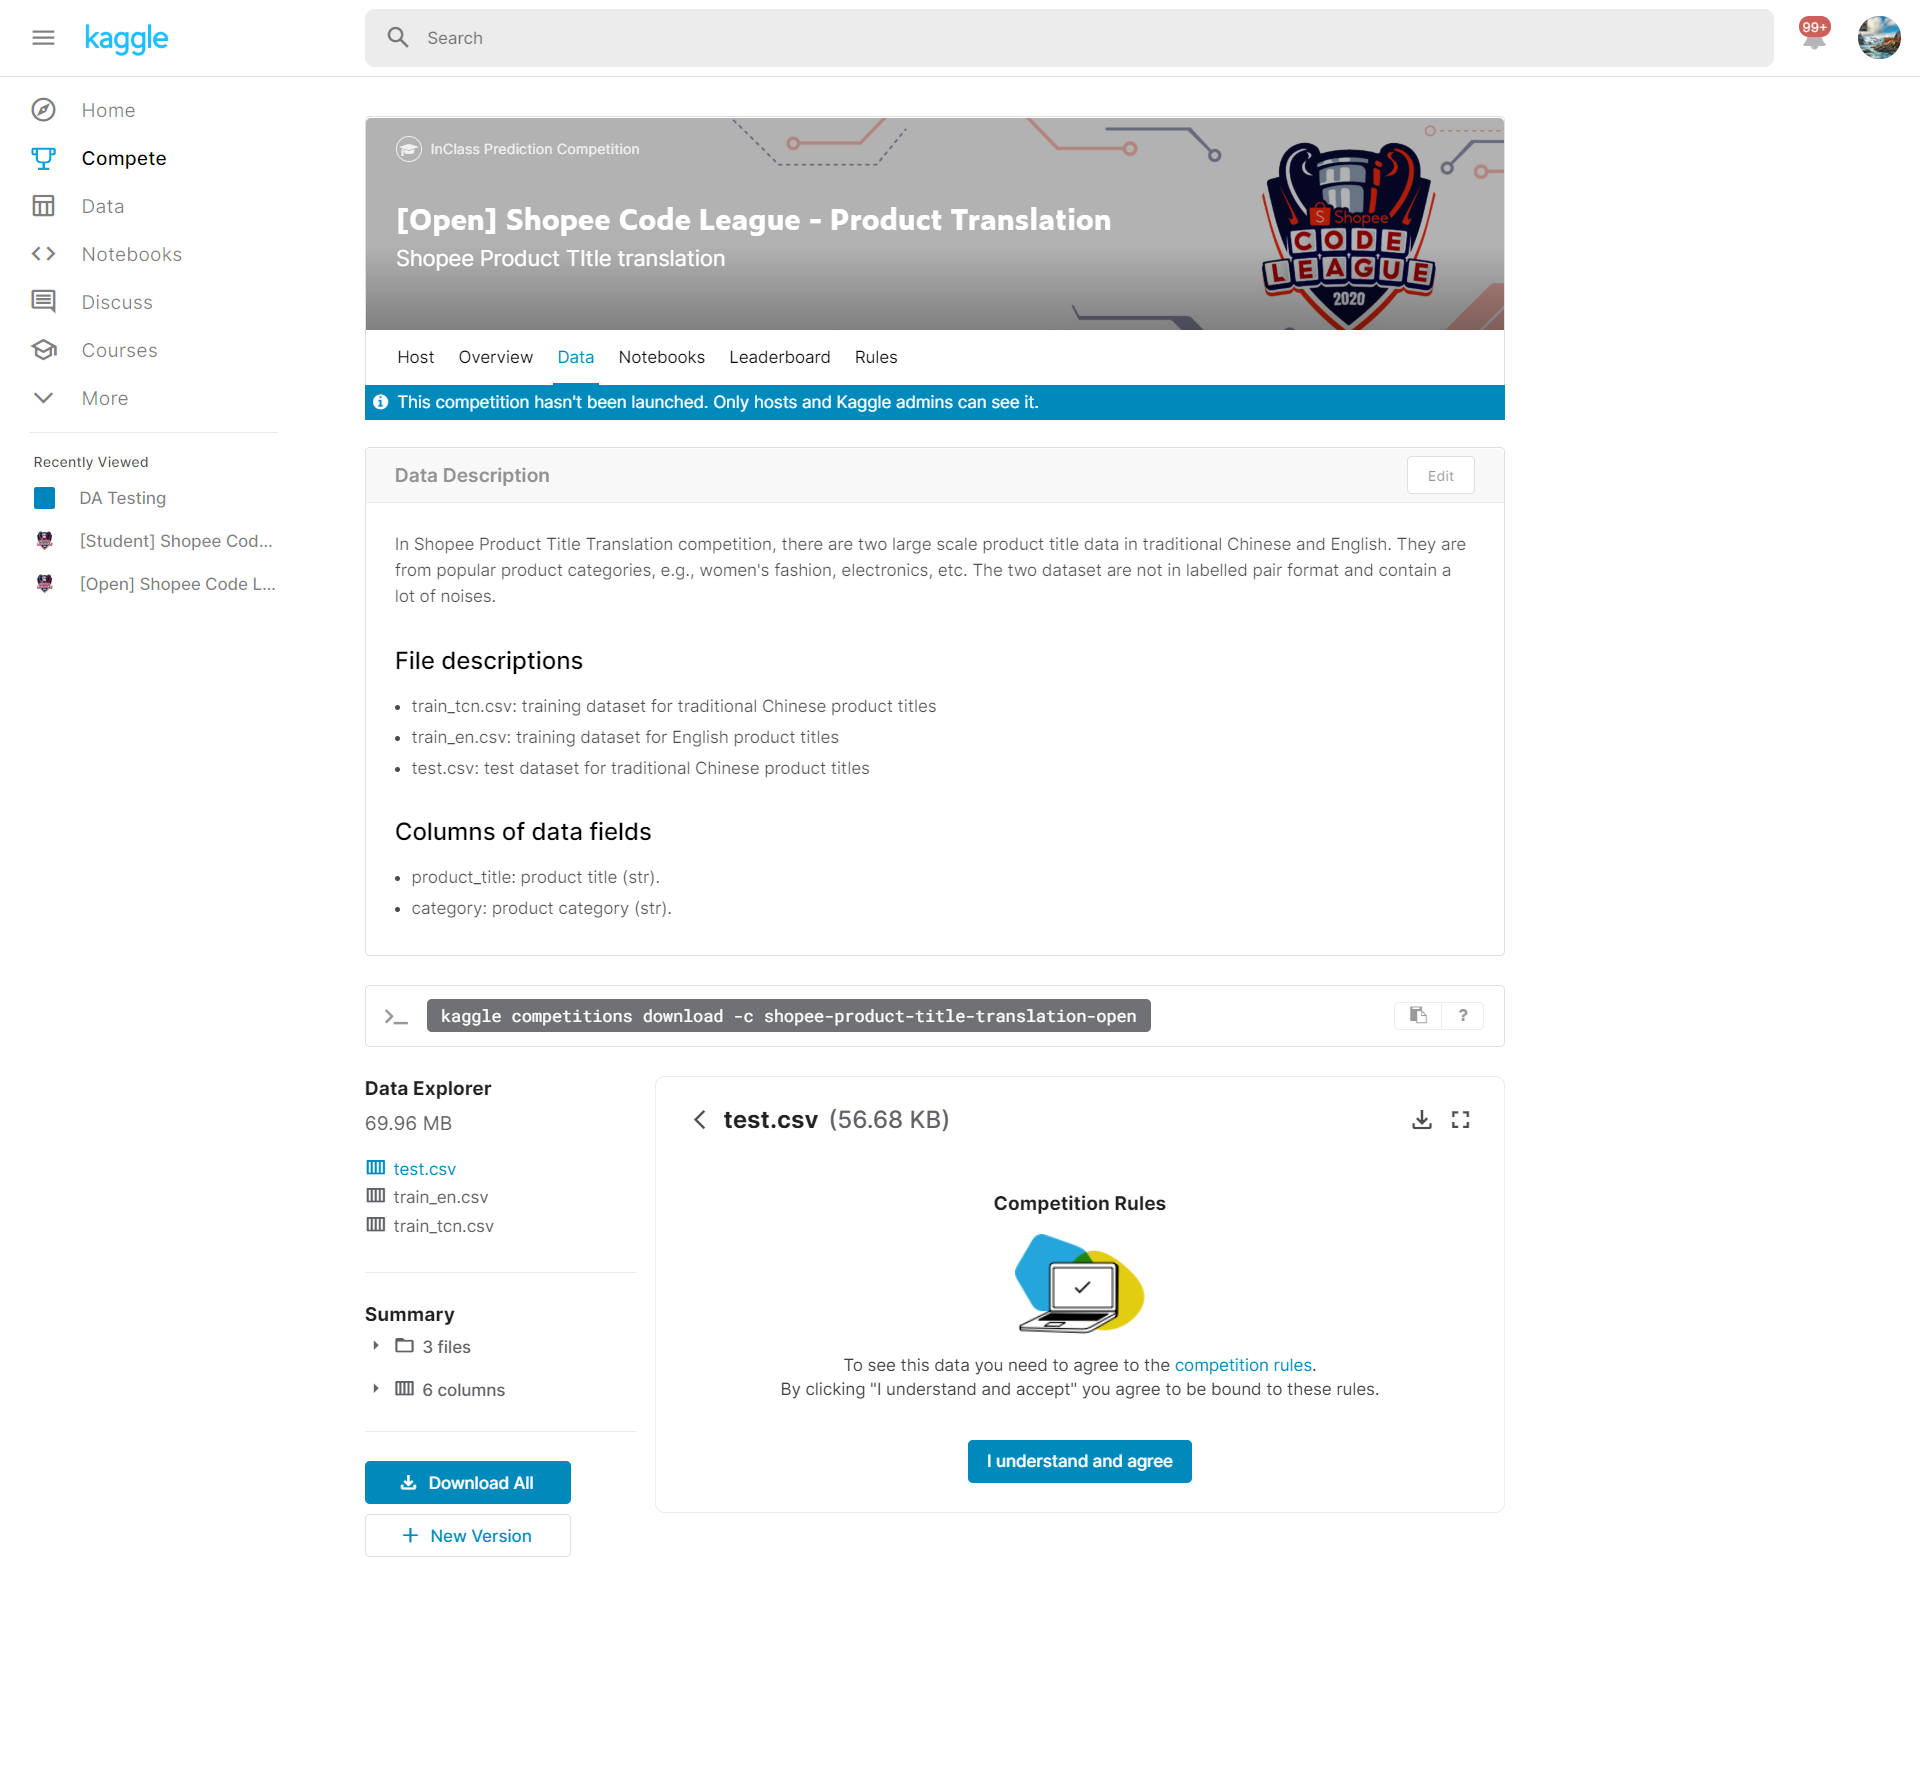 kaggle
Search
99+
Home
Compete
Data
Notebooks
Discuss
Courses
More
Recently Viewed
DA Testing
[Student] Shopee Cod...
[Open] Shopee Code L...
InClass Prediction Competition
[Open] Shopee Code League - Product Translation
Shopee Product TItle translation
Shopee
CODE
LEAGUE
2020
Host Overview Data Notebooks Leaderboard Rules
This competition hasn't been launched. Only hosts and Kaggle admins can see it.
Data Description
Edit
In Shopee Product Title Translation competition, there are two large scale product title data in traditional Chinese and English. They are
from popular product categories, e.g., women's fashion, electronics, etc. The two dataset are not in labelled pair format and contain a
lot of noises.
File descriptions
• train_tcn.csv: training dataset for traditional Chinese product titles
• train_en.csv: training dataset for English product titles
• test.csv: test dataset for traditional Chinese product titles
Columns of data fields
• product_title: product title (str).
• category: product category (str).
kaggle competitions download -c shopee-product-title-translation-open
?
Data Explorer
69.96 MB
test.csv
train_en.csv
train_tcn.csv
Summary
3 files
6 columns
Download All
New Version
test.csv (56.68 KB)
Competition Rules
To see this data you need to agree to the competition rules.
By clicking "I understand and accept" you agree to be bound to these rules.
I understand and agree